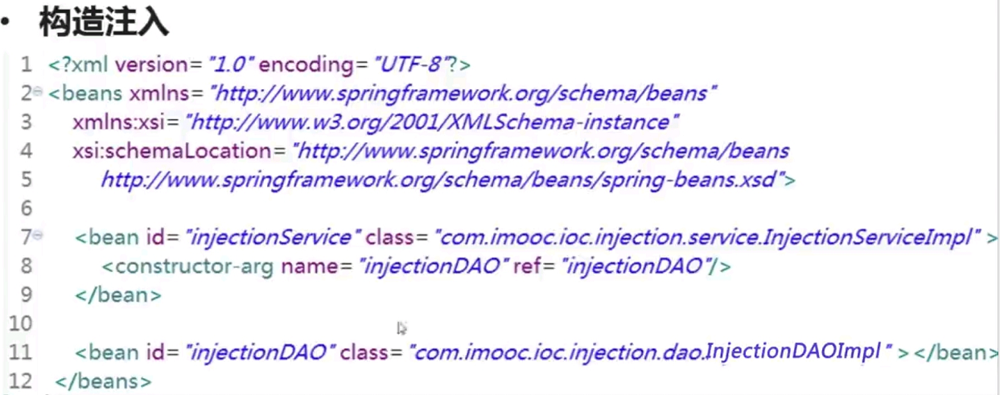 • 构造注入
1 <?xml version="1.0" encoding="UTF-8"?>
2 <beans xmlns="http://www.springframework.org/schema/beans"
3 xmlns:xsi="http://www.w3.org/2001/XMLSchema-instance"
4 xsi:schemaLocation="http://www.springframework.org/schema/beans
5 http://www.springframework.org/schema/beans/spring-beans.xsd">
6
7 <bean id="injectionService" class="com.imooc.ioc.injection.service.InjectionServiceImpl" >
8 <constructor-arg name="injectionDAO" ref="injectionDAO"/>
9 </bean>
10
11 <bean id="injectionDAO" class="com.imooc.ioc.injection.dao.InjectionDAOImpl" ></bean>
12 </beans>